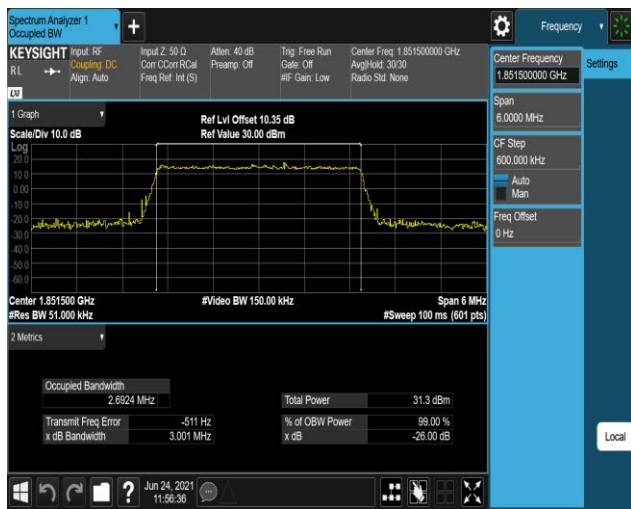 Spectrum Analyzer 1
Occupied BW
+
Frequency
KEYSIGHT
RL
LXI
Input: RF
Coupling: DC
Align: Auto
Input Z: 50 Ω
Corr CCorr RCal
Freq Ref: Int (S)
Atten: 40 dB
Preamp: Off
Trig: Free Run
Gate: Off
#IF Gain: Low
Center Freq: 1.851500000 GHz
Avg|Hold: 30/30
Radio Std: None
Center Frequency
1.851500000 GHz
Settings
Span
6.0000 MHz
CF Step
600.000 kHz
Auto
Man
Freq Offset
0 Hz
1 Graph
Scale/Div 10.0 dB
Ref Lvl Offset 10.35 dB
Ref Value 30.00 dBm
Log
20.0
10.0
0.00
-10.0
-20.0
-30.0
-40.0
-50.0
-60.0
Center 1.851500 GHz
#Res BW 51.000 kHz
#Video BW 150.00 kHz
Span 6 MHz
#Sweep 100 ms (601 pts)
2 Metrics
Occupied Bandwidth
2.6924 MHz
Transmit Freq Error -511 Hz
x dB Bandwidth 3.001 MHz
Total Power 31.3 dBm
% of OBW Power 99.00 %
x dB -26.00 dB
Local
?
Jun 24, 2021
11:56:36